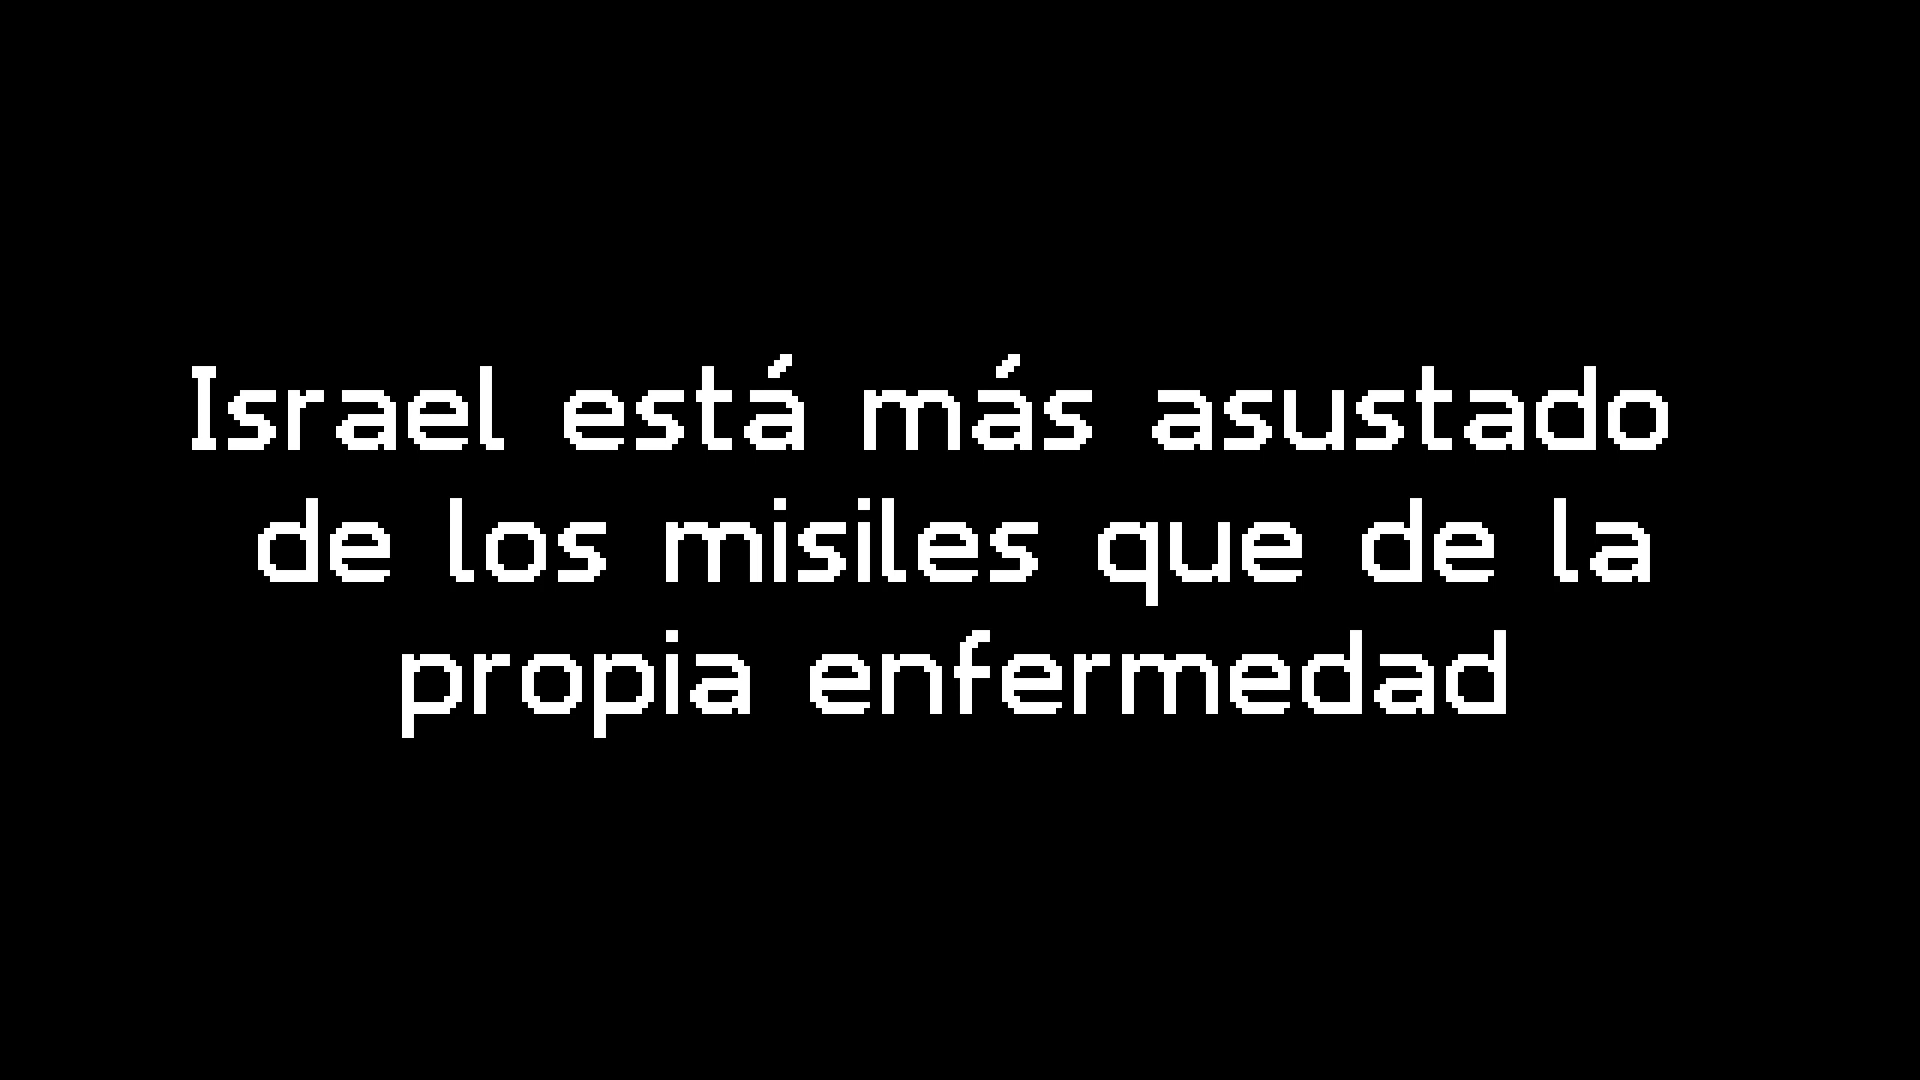 Israel está más asustado
de los misiles que de la
propia enfermedad